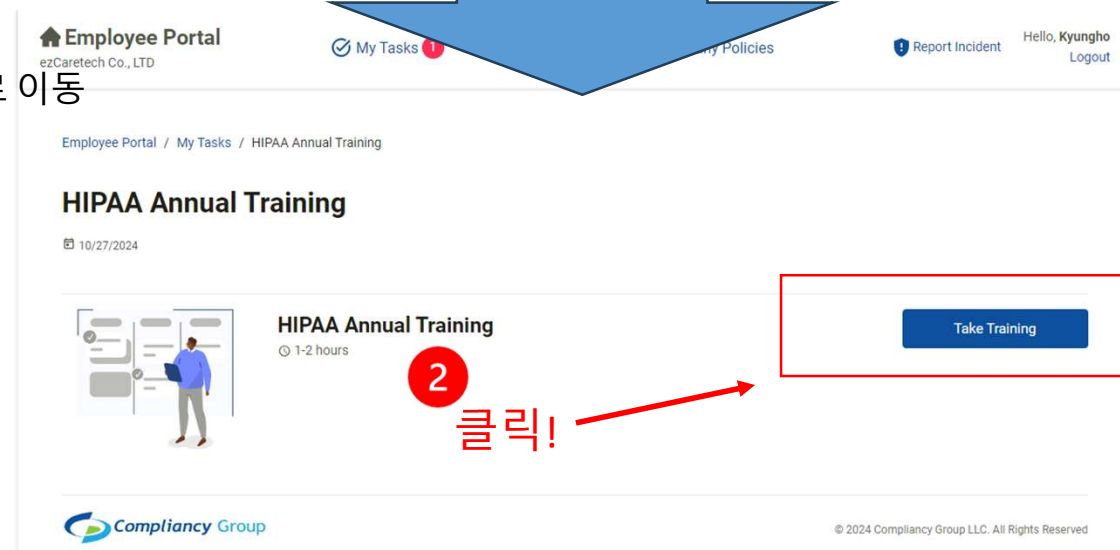 Employee Portal
ezCaretech Co., LTD
My Tasks 1
Policies
Report Incident
Hello, Kyungho
Logout
이동
Employee Portal / My Tasks / HIPAA Annual Training
HIPAA Annual Training
10/27/2024
HIPAA Annual Training
1-2 hours
Take Training
2
클릭!
Compliancy Group
© 2024 Compliancy Group LLC. All Rights Reserved